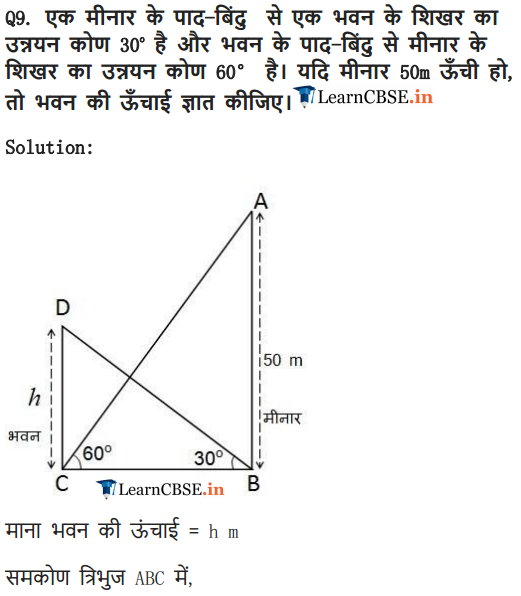 Q9. एक मीनार के पाद-बिंदु से एक भवन के शिखर का
उन्नयन कोण 30° है और भवन के पाद-बिंदु से मीनार के
शिखर का उन्नयन कोण 60° है। यदि मीनार 50m ऊँची हो,
तो भवन की ऊँचाई ज्ञात कीजिए। LearnCBSE.in
Solution:
A
D
50 m
h
मीनार
भवन
60°
30°
C
B
LearnCBSE.in
माना भवन की ऊंचाई = h m
समकोण त्रिभुज ABC में,